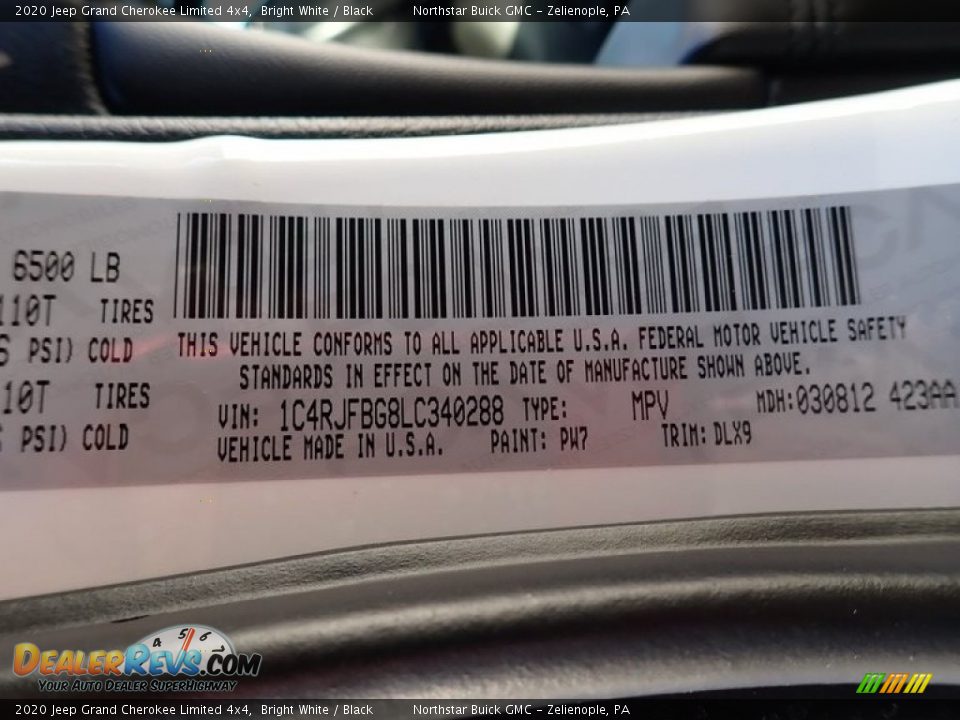 2020 Jeep Grand Cherokee Limited 4x4, Bright White / Black Northstar Buick GMC - Zelienople, PA
6500 LB
110T TIRES
PSI) COLD
10T TIRES
PSI) COLD
THIS VEHICLE CONFORMS TO ALL APPLICABLE U.S.A. FEDERAL MOTOR VEHICLE SAFETY
STANDARDS IN EFFECT ON THE DATE OF MANUFACTURE SHOWN ABOVE.
VIN: 1C4RJFBG8LC340288 TYPE: MPV MDH: 030812 423AA
VEHICLE MADE IN U.S.A. PAINT: PW7 TRIM: DLX9
4 5 6
DEALERREVS.COM
YOUR AUTO DEALER SUPERHIGHWAY
2020 Jeep Grand Cherokee Limited 4x4, Bright White / Black Northstar Buick GMC - Zelienople, PA